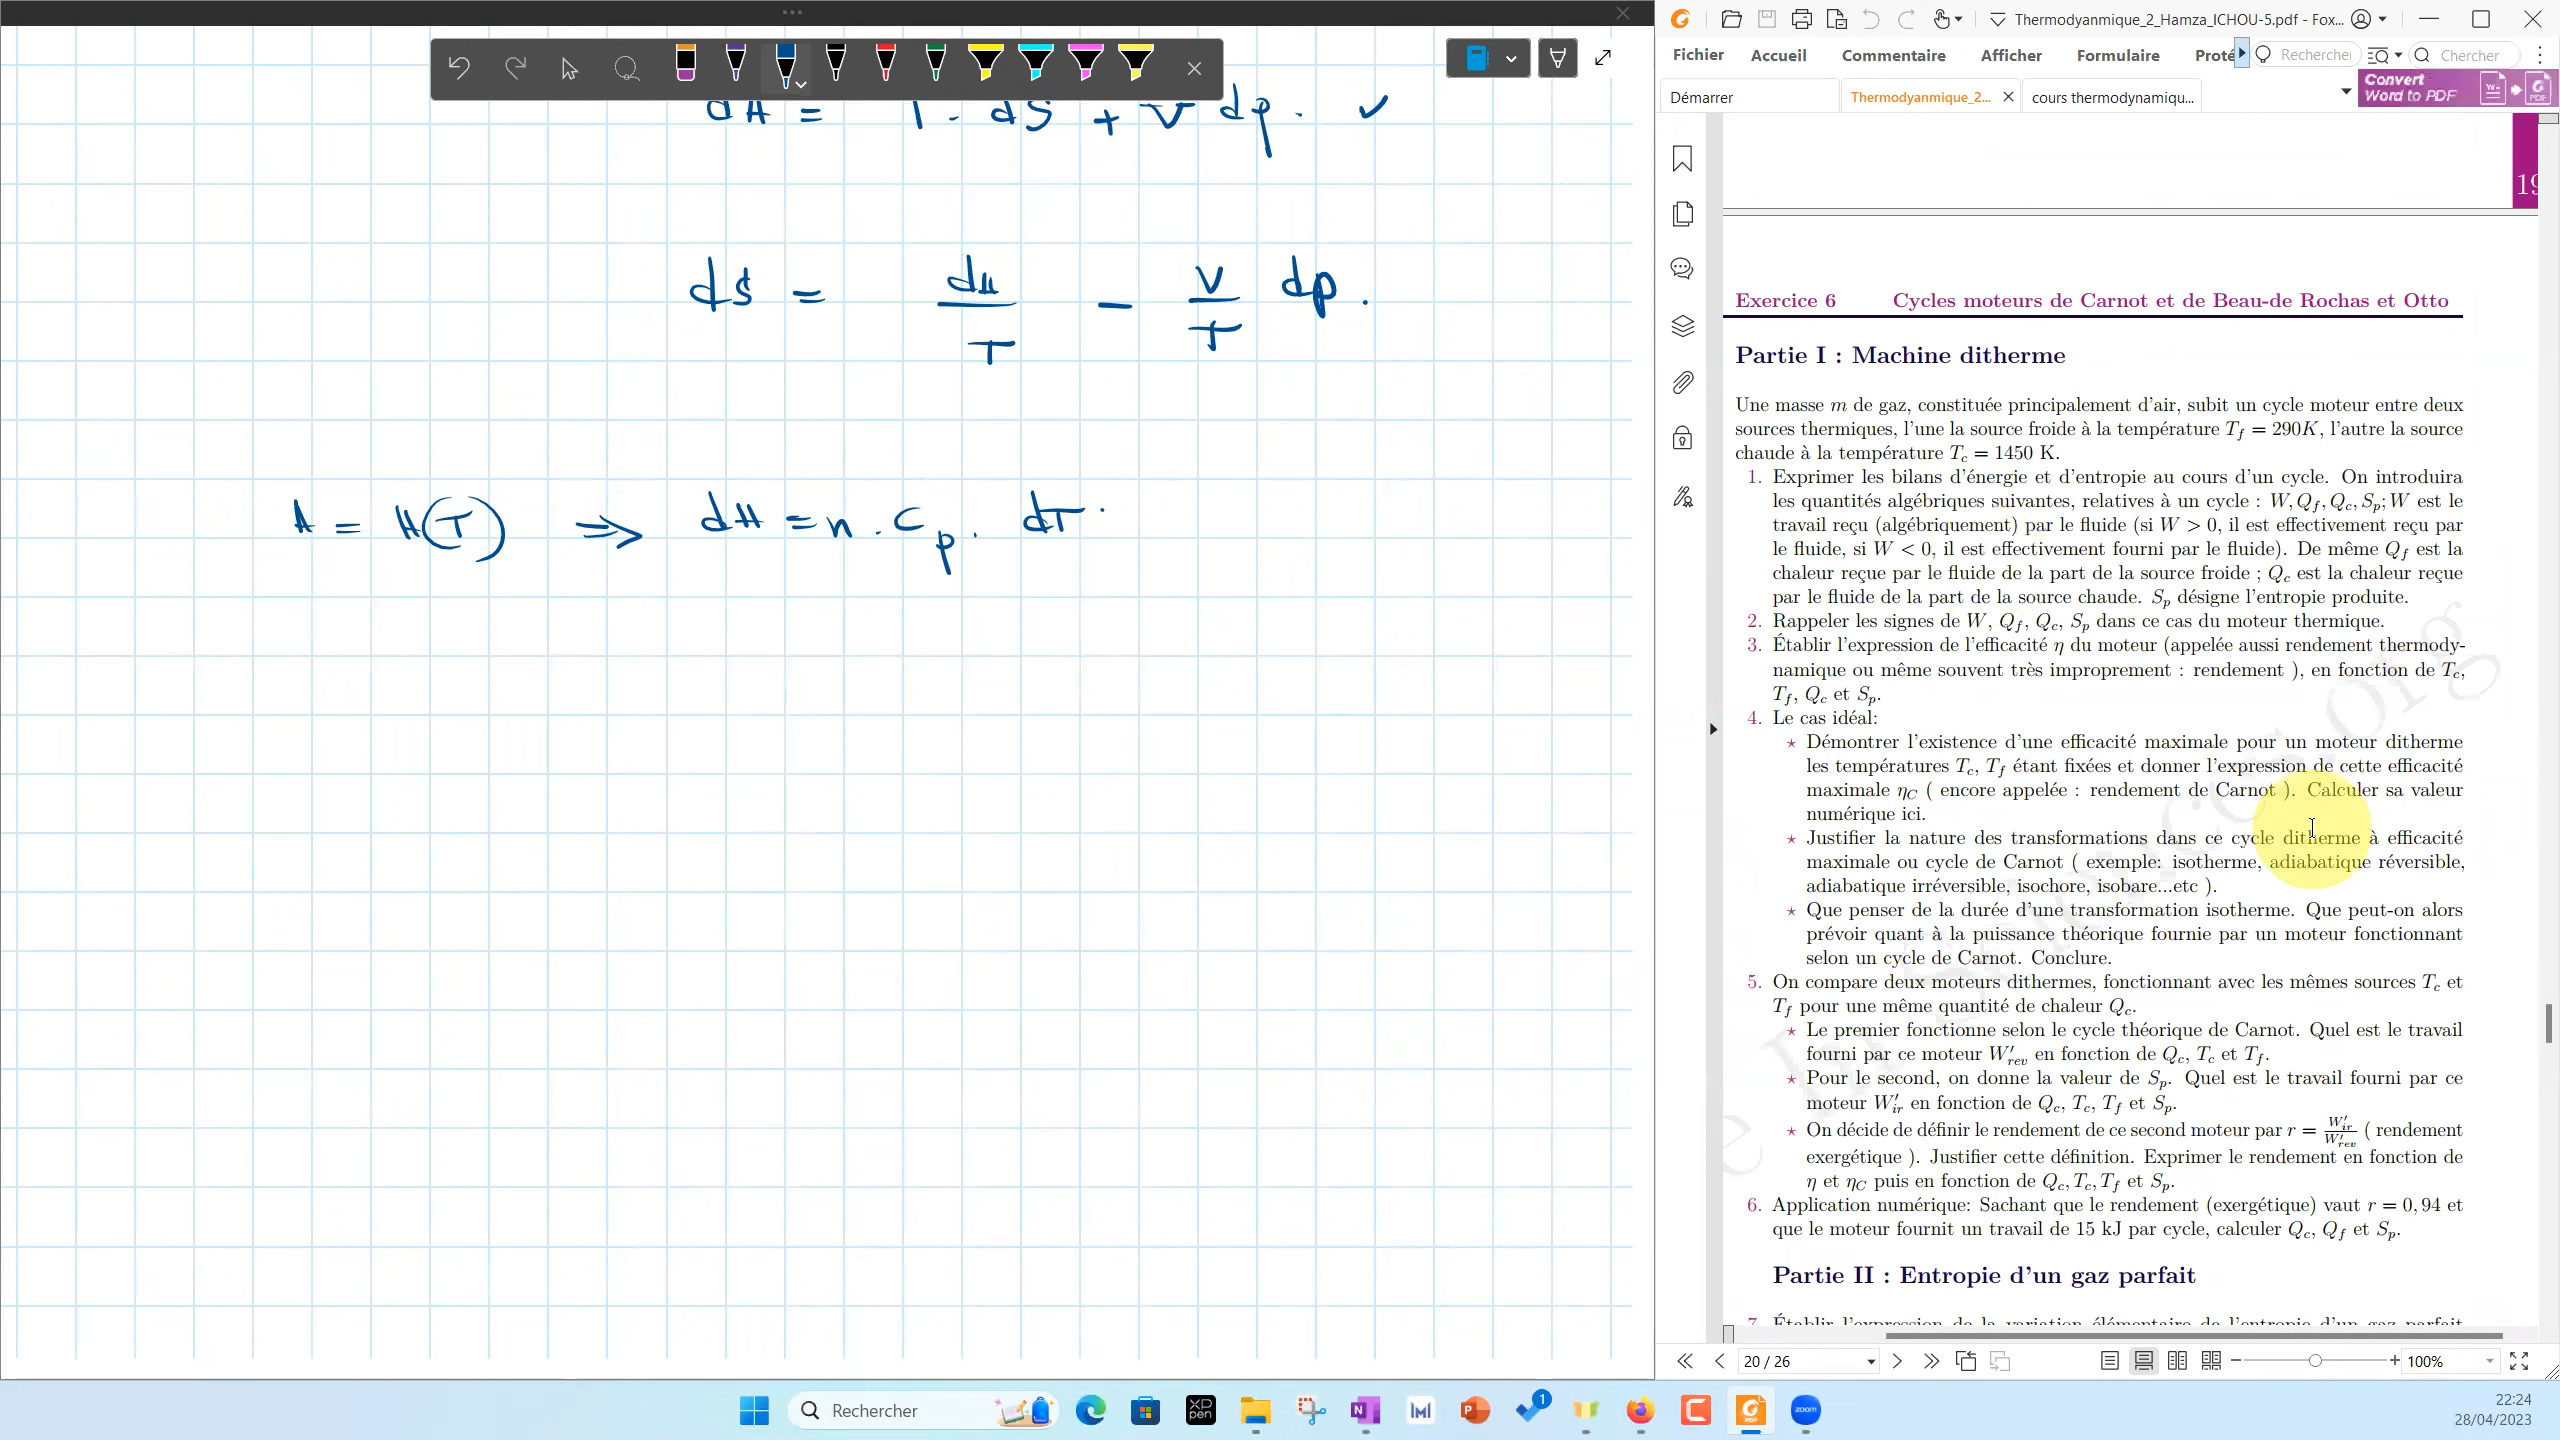 dH = T . dS + V dp . ✓
dS = dH/T - V/T dp .
H = H(T) => dH = n . Cp . dT .
Thermodyanmique_2_Hamza_ICHOU-5.pdf - Fox...
Fichier Accueil Commentaire Afficher Formulaire Proté Rechercher Chercher
Démarrer Thermodyanmique_2... cours thermodynamiqu... Convert Word to PDF
19
Exercice 6 Cycles moteurs de Carnot et de Beau-de Rochas et Otto
Partie I : Machine ditherme
Une masse m de gaz, constituée principalement d'air, subit un cycle moteur entre deux
sources thermiques, l'une la source froide à la température Tf = 290K, l'autre la source
chaude à la température Tc = 1450 K.
1. Exprimer les bilans d'énergie et d'entropie au cours d'un cycle. On introduira
les quantités algébriques suivantes, relatives à un cycle : W, Qf, Qc, Sp; W est le
travail reçu (algébriquement) par le fluide (si W > 0, il est effectivement reçu par
le fluide, si W < 0, il est effectivement fourni par le fluide). De même Qf est la
chaleur reçue par le fluide de la part de la source froide ; Qc est la chaleur reçue
par le fluide de la part de la source chaude. Sp désigne l'entropie produite.
2. Rappeler les signes de W, Qf, Qc, Sp dans ce cas du moteur thermique.
3. Établir l'expression de l'efficacité η du moteur (appelée aussi rendement thermody-
namique ou même souvent très improprement : rendement ), en fonction de Tc,
Tf, Qc et Sp.
4. Le cas idéal:
⋆ Démontrer l'existence d'une efficacité maximale pour un moteur ditherme
les températures Tc, Tf étant fixées et donner l'expression de cette efficacité
maximale ηC ( encore appelée : rendement de Carnot ). Calculer sa valeur
numérique ici.
⋆ Justifier la nature des transformations dans ce cycle ditherme à efficacité
maximale ou cycle de Carnot ( exemple: isotherme, adiabatique réversible,
adiabatique irréversible, isochore, isobare...etc ).
⋆ Que penser de la durée d'une transformation isotherme. Que peut-on alors
prévoir quant à la puissance théorique fournie par un moteur fonctionnant
selon un cycle de Carnot. Conclure.
5. On compare deux moteurs dithermes, fonctionnant avec les mêmes sources Tc et
Tf pour une même quantité de chaleur Qc.
⋆ Le premier fonctionne selon le cycle théorique de Carnot. Quel est le travail
fourni par ce moteur W'rev en fonction de Qc, Tc et Tf.
⋆ Pour le second, on donne la valeur de Sp. Quel est le travail fourni par ce
moteur W'ir en fonction de Qc, Tc, Tf et Sp.
⋆ On décide de définir le rendement de ce second moteur par r = W'ir/W'rev ( rendement
exergétique ). Justifier cette définition. Exprimer le rendement en fonction de
η et ηC puis en fonction de Qc, Tc, Tf et Sp.
6. Application numérique: Sachant que le rendement (exergétique) vaut r = 0, 94 et
que le moteur fournit un travail de 15 kJ par cycle, calculer Qc, Qf et Sp.
Partie II : Entropie d'un gaz parfait
7. Établir l'expression de la variation élémentaire de l'entropie d'un gaz parfait
20 / 26 100%
Rechercher
XD pen
1
zoom
22:24
28/04/2023